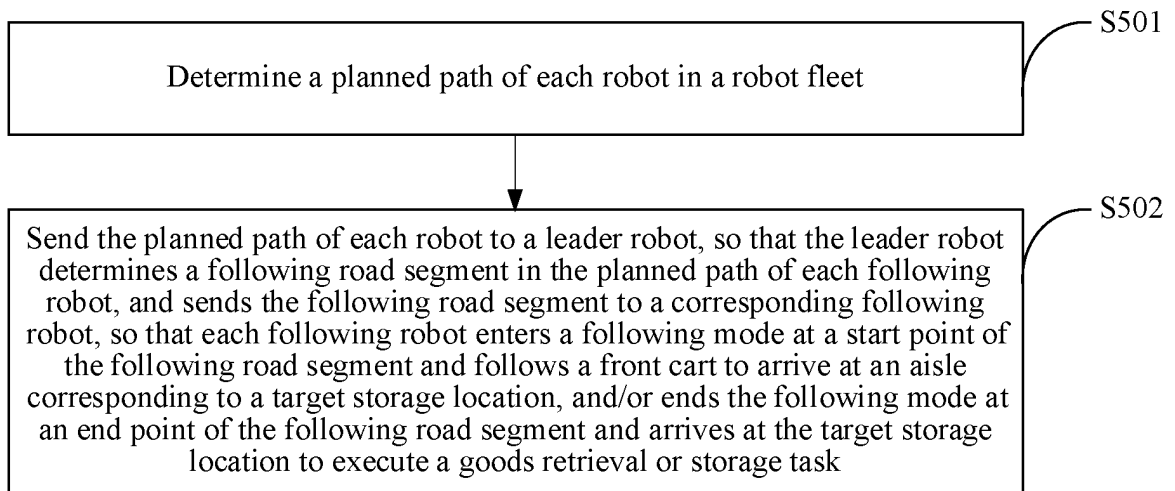 S501
Determine a planned path of each robot in a robot fleet
S502
Send the planned path of each robot to a leader robot, so that the leader robot
determines a following road segment in the planned path of each following
robot, and sends the following road segment to a corresponding following
robot, so that each following robot enters a following mode at a start point of
the following road segment and follows a front cart to arrive at an aisle
corresponding to a target storage location, and/or ends the following mode at
an end point of the following road segment and arrives at the target storage
location to execute a goods retrieval or storage task